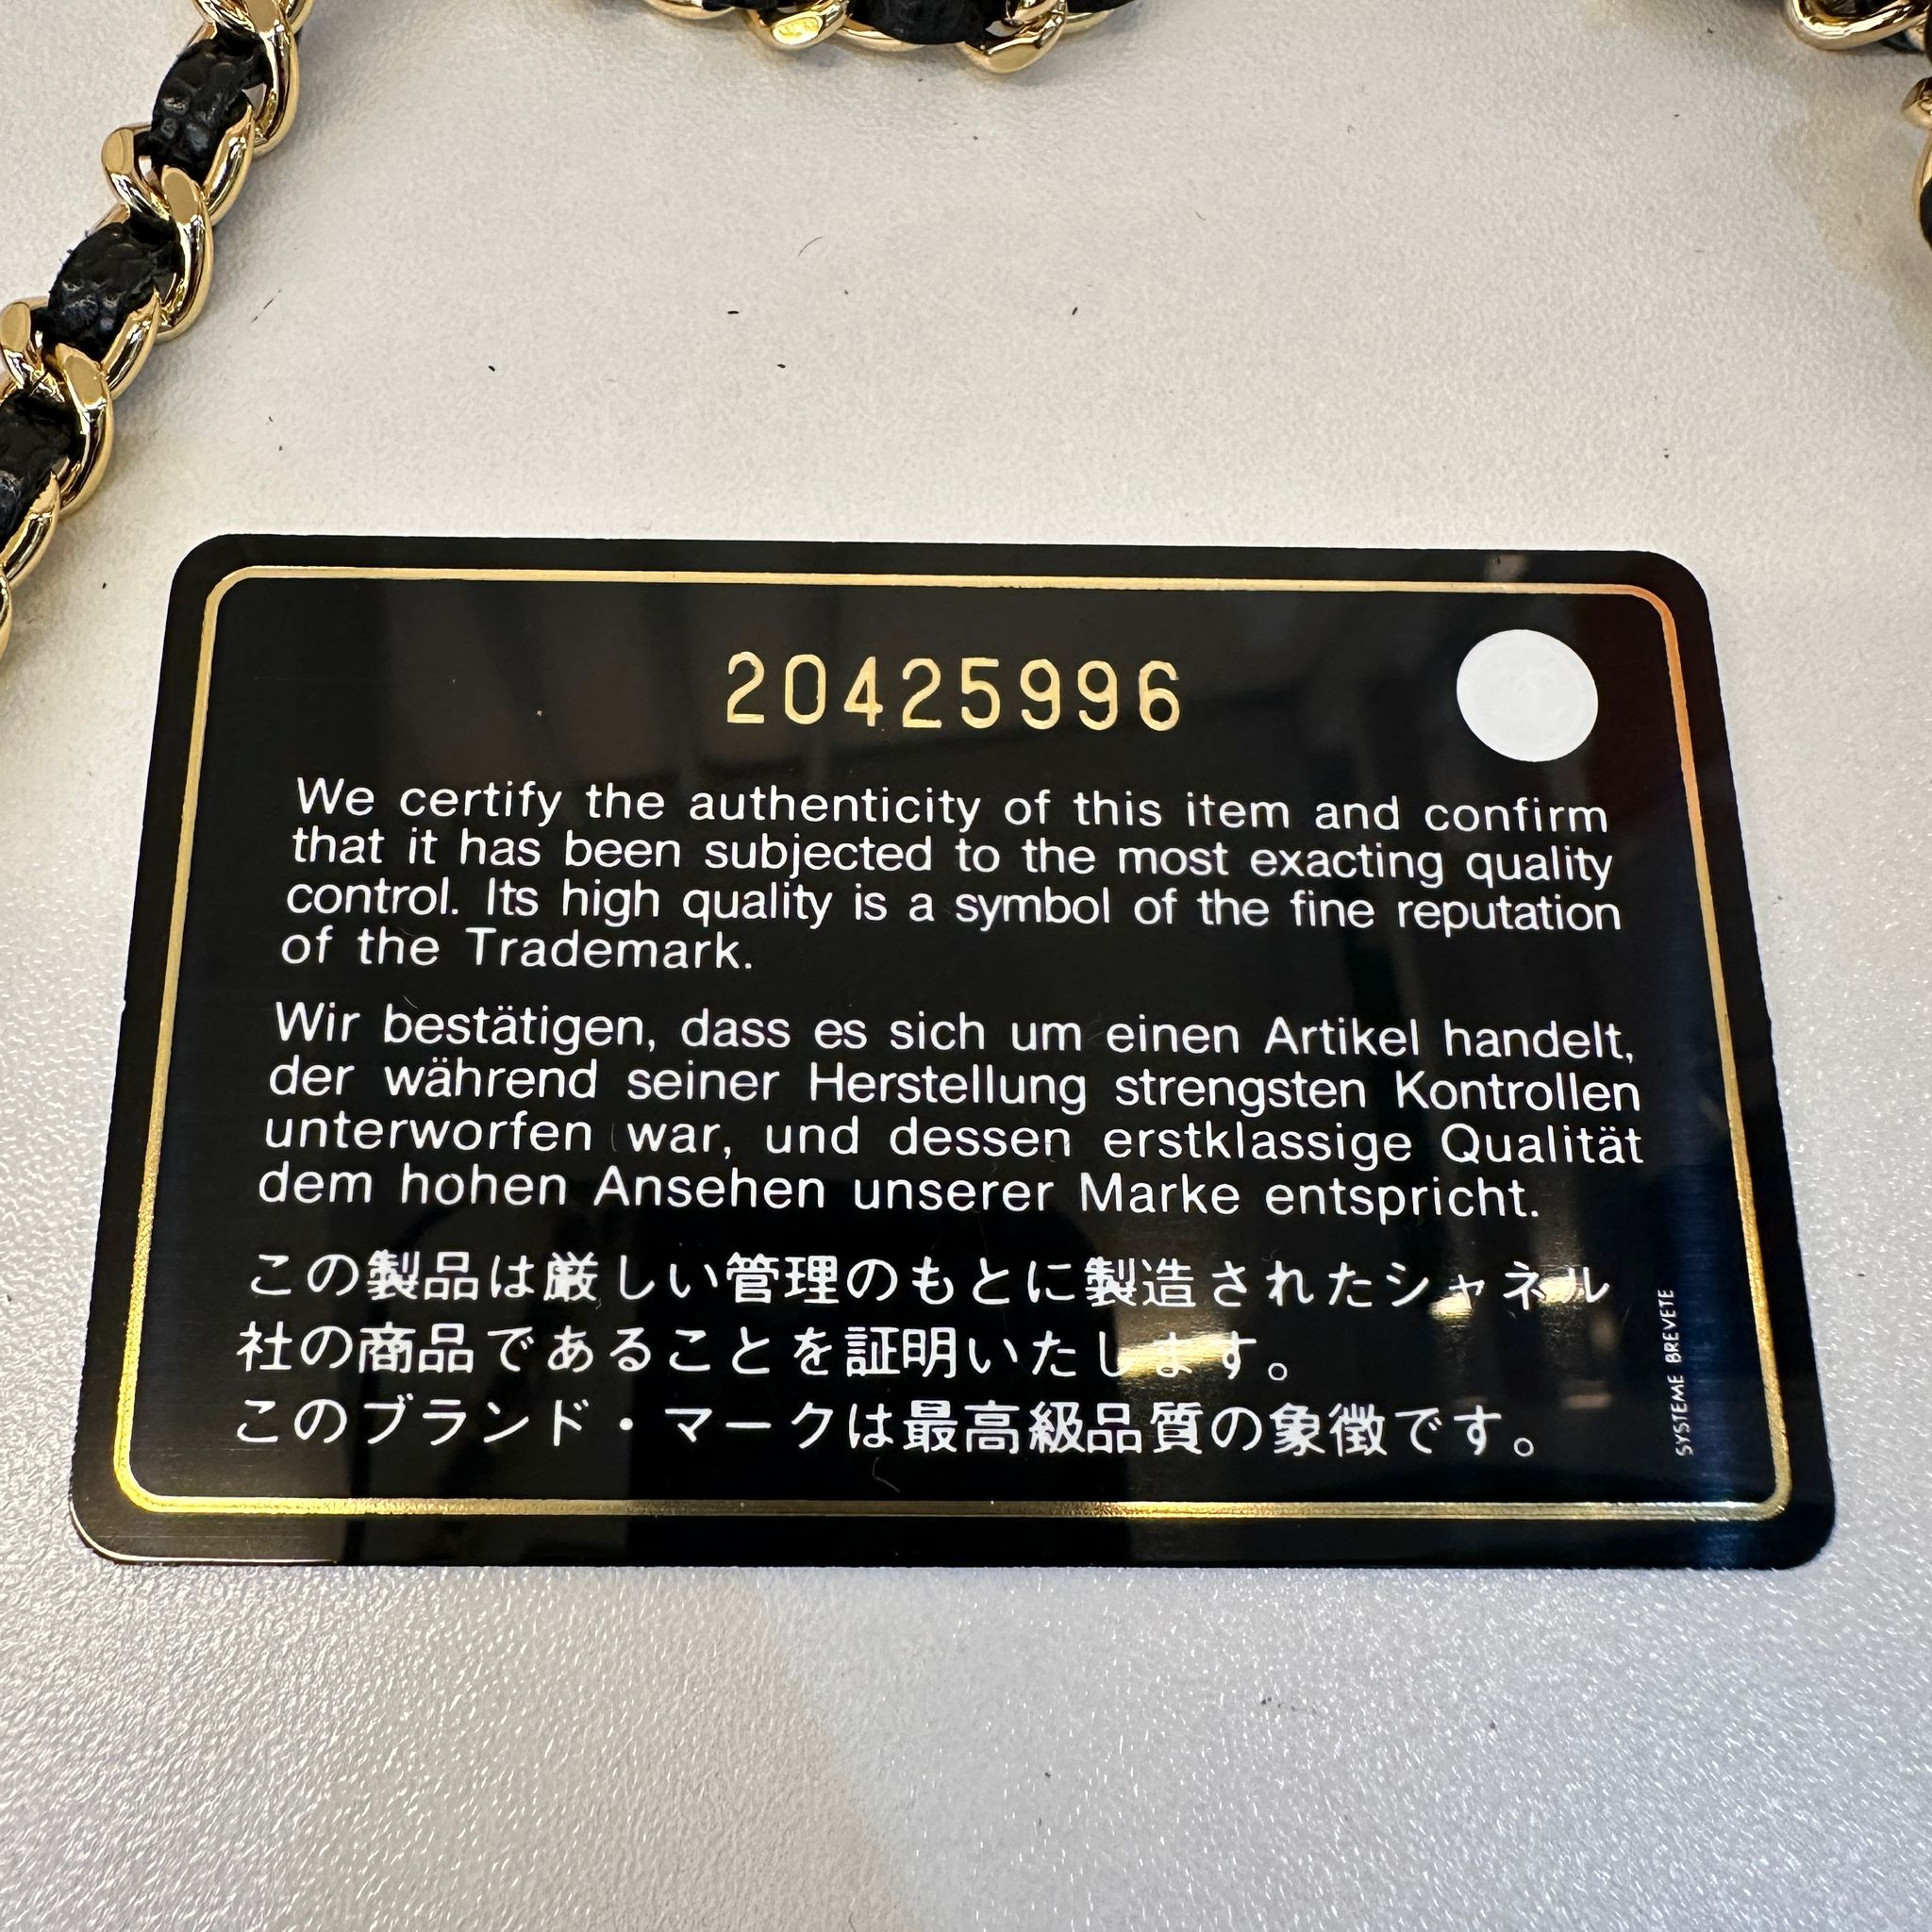 20425996
We certify the authenticity of this item and confirm
that it has been subjected to the most exacting quality
control. Its high quality is a symbol of the fine reputation
of the Trademark.
Wir bestätigen, dass es sich um einen Artikel handelt,
der während seiner Herstellung strengsten Kontrollen
unterworfen war, und dessen erstklassige Qualität
dem hohen Ansehen unserer Marke entspricht.
この製品は厳しい管理のもとに製造されたシャネル
社の商品であることを証明いたします。
このブランド・マークは最高級品質の象徴です。
SYSTEME BREVETE